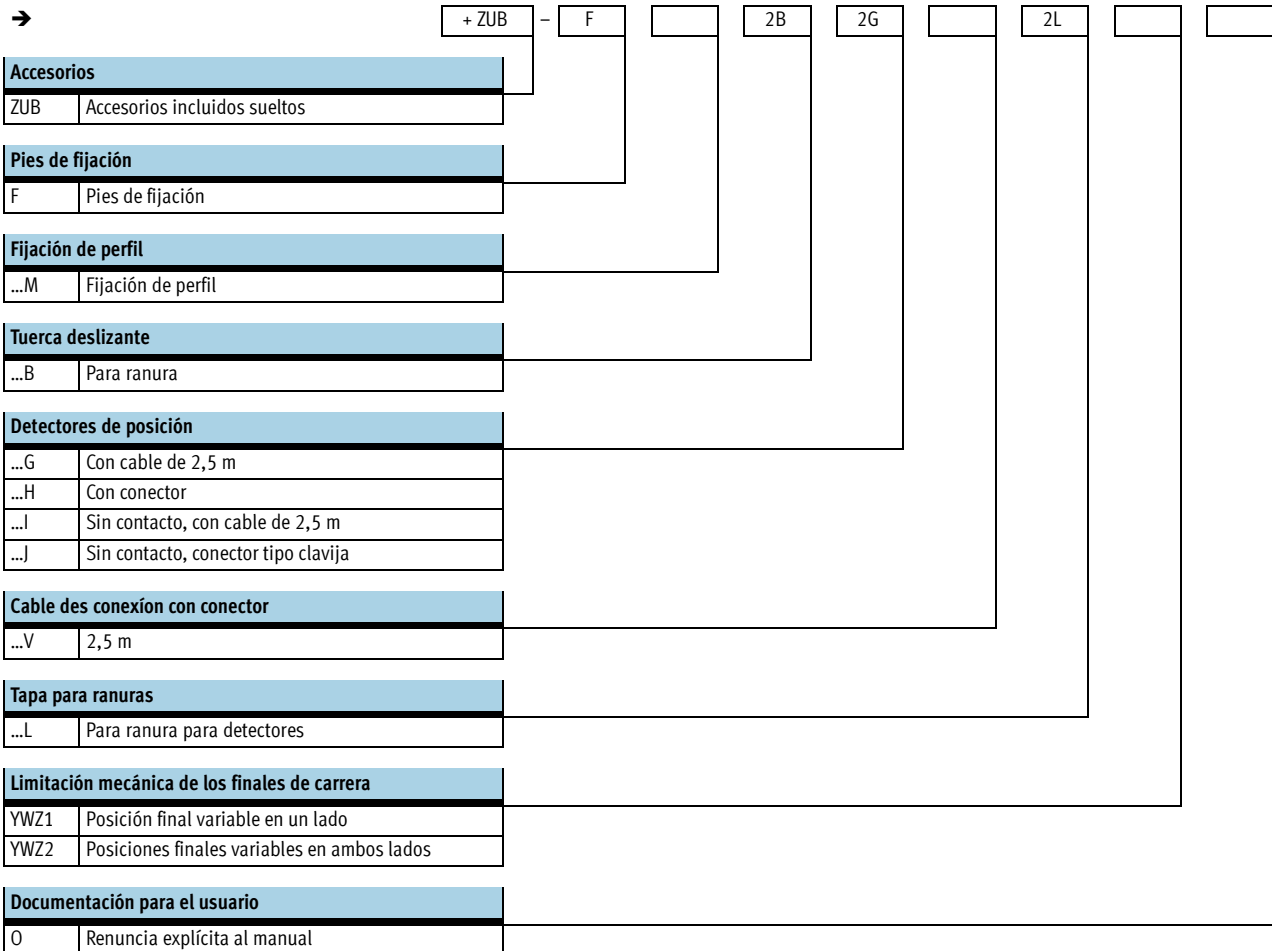 ➔ + ZUB – F 2B 2G 2L
Accesorios
ZUB Accesorios incluidos sueltos
Pies de fijación
F Pies de fijación
Fijación de perfil
...M Fijación de perfil
Tuerca deslizante
...B Para ranura
Detectores de posición
...G Con cable de 2,5 m
...H Con conector
...I Sin contacto, con cable de 2,5 m
...J Sin contacto, conector tipo clavija
Cable des conexíon con conector
...V 2,5 m
Tapa para ranuras
...L Para ranura para detectores
Limitación mecánica de los finales de carrera
YWZ1 Posición final variable en un lado
YWZ2 Posiciones finales variables en ambos lados
Documentación para el usuario
O Renuncia explícita al manual